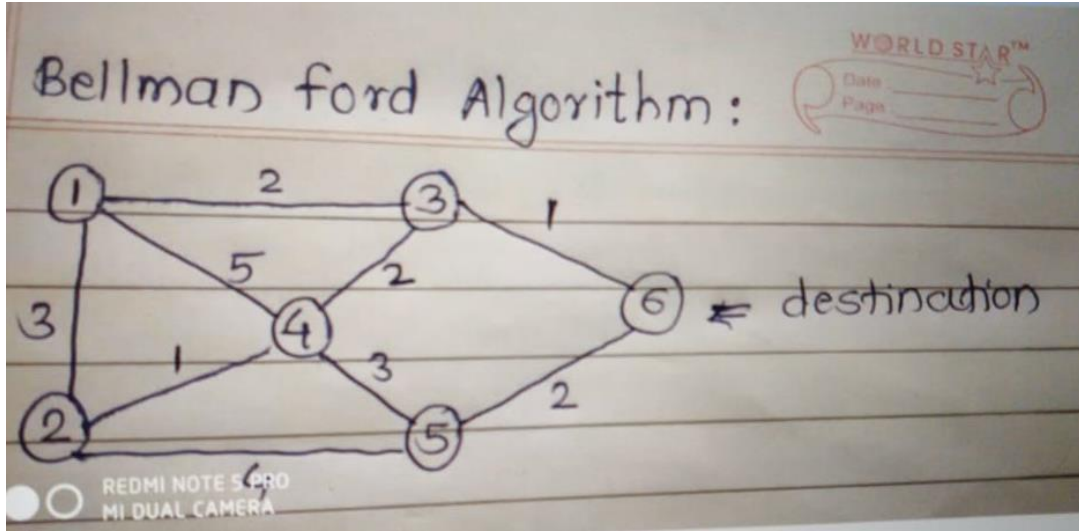 WORLD STAR™
Date
Page
Bellman ford Algorithm:
1 2 3 1
5 2
3 4 6 = destination
1 3
2 5 2
4
REDMI NOTE 5 PRO
MI DUAL CAMERA